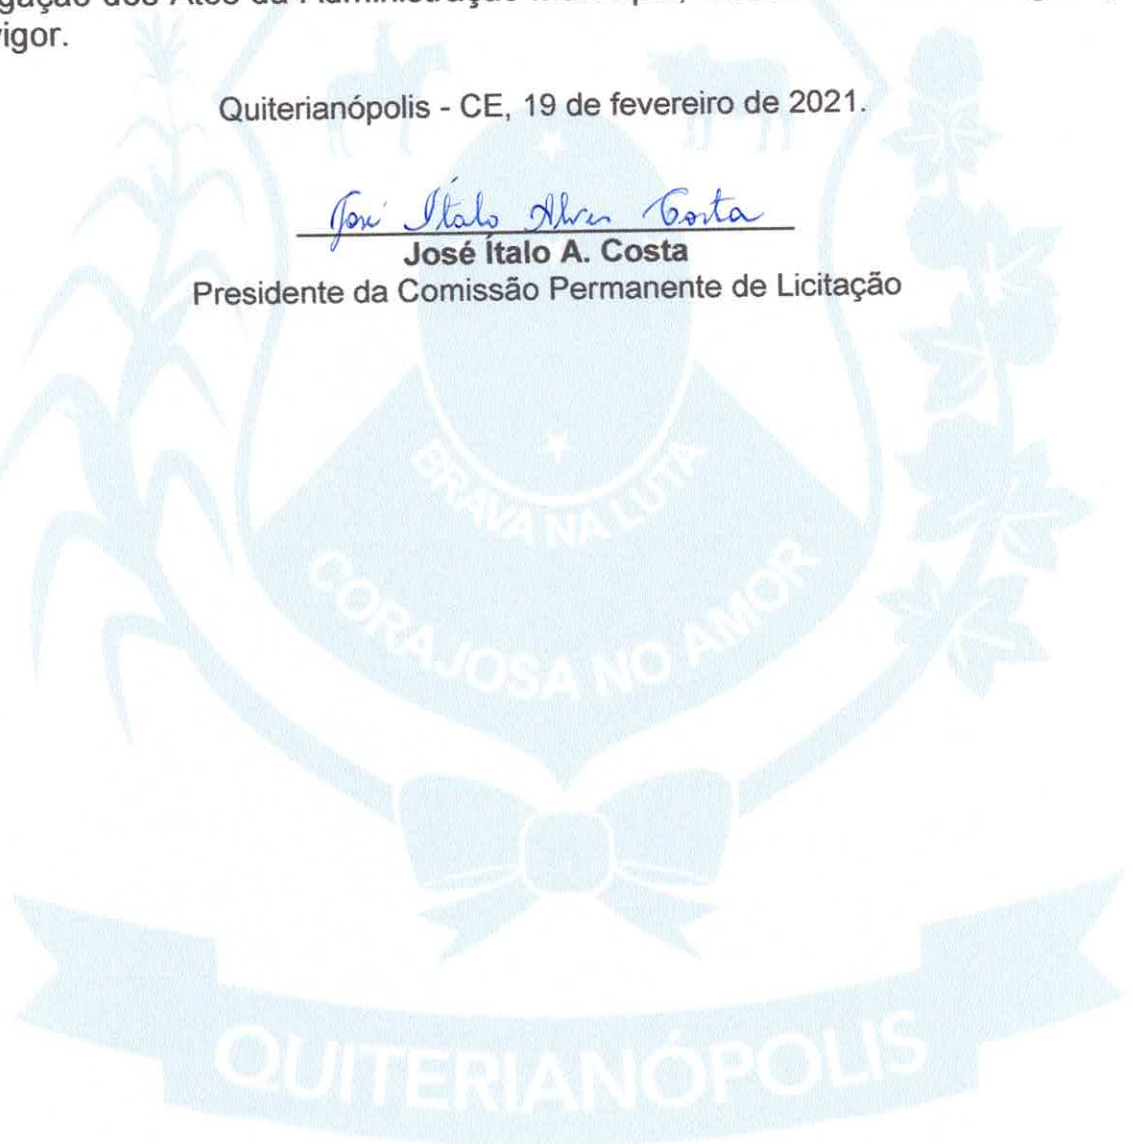 vigor.
Quiterianópolis - CE, 19 de fevereiro de 2021.
José Ítalo Alves Costa
José Ítalo A. Costa
Presidente da Comissão Permanente de Licitação
BRAVA NA LUTA
CORAJOSA NO AMOR
QUITERIANÓPOLIS